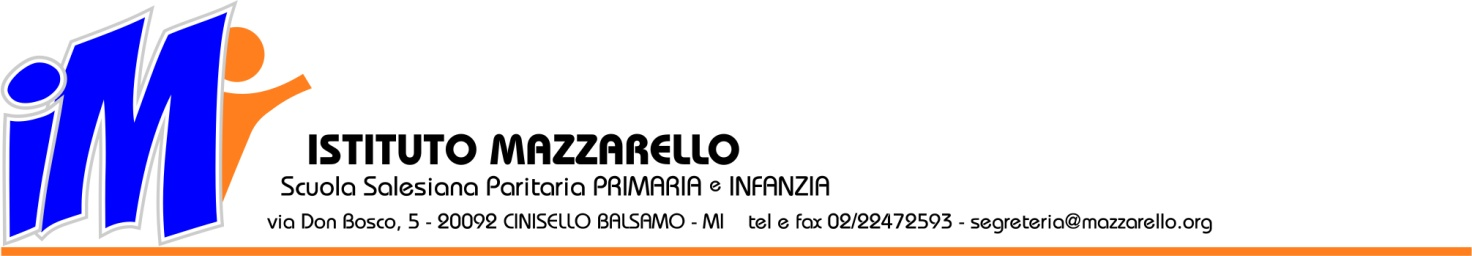 iM
ISTITUTO MAZZARELLO
Scuola Salesiana Paritaria PRIMARIA e INFANZIA
via Don Bosco, 5 - 20092 CINISELLO BALSAMO - MI tel e fax 02/22472593 - segreteria@mazzarello.org